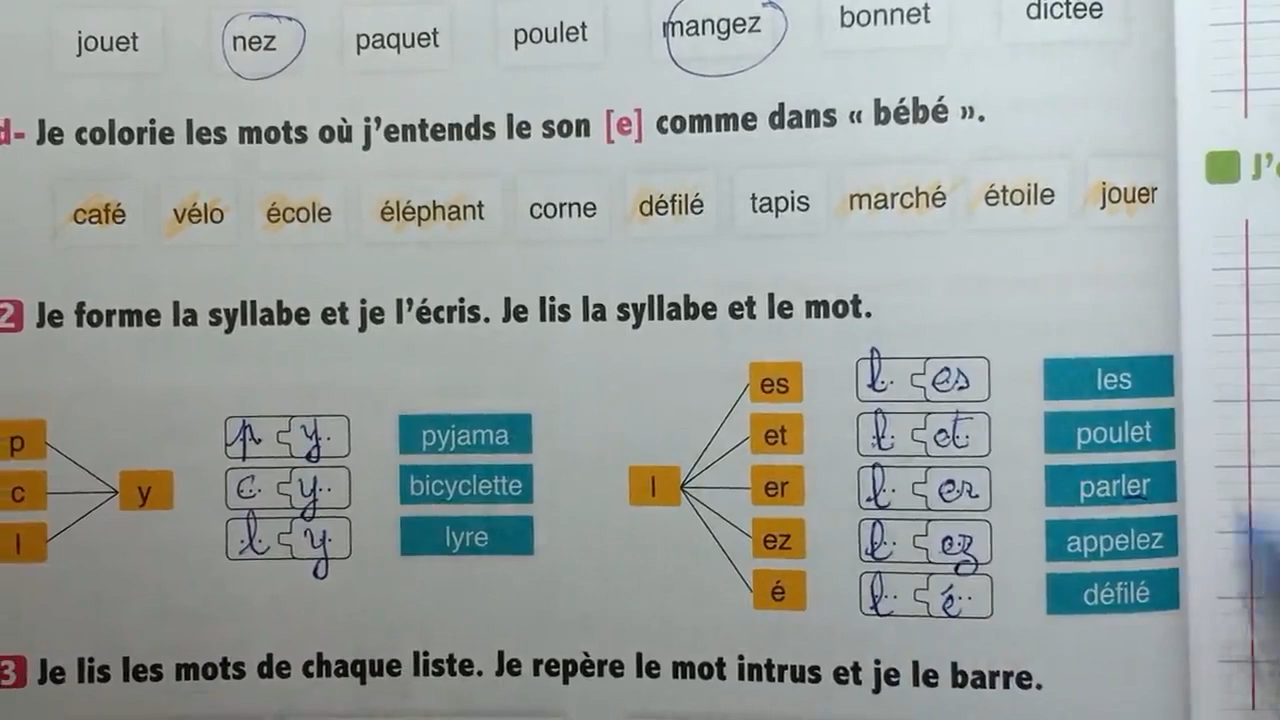 jouet nez paquet poulet mangez bonnet dictée
d- Je colorie les mots où j'entends le son [e] comme dans « bébé ».
café vélo école éléphant corne défilé tapis marché étoile jouer
2 Je forme la syllabe et je l'écris. Je lis la syllabe et le mot.
es l. es les
p p y. pyjama et l. et poulet
c y c. y.. bicyclette l er l.. er parler
l l y lyre ez l.. ez appelez
é l.. é.. défilé
3 Je lis les mots de chaque liste. Je repère le mot intrus et je le barre.
J'